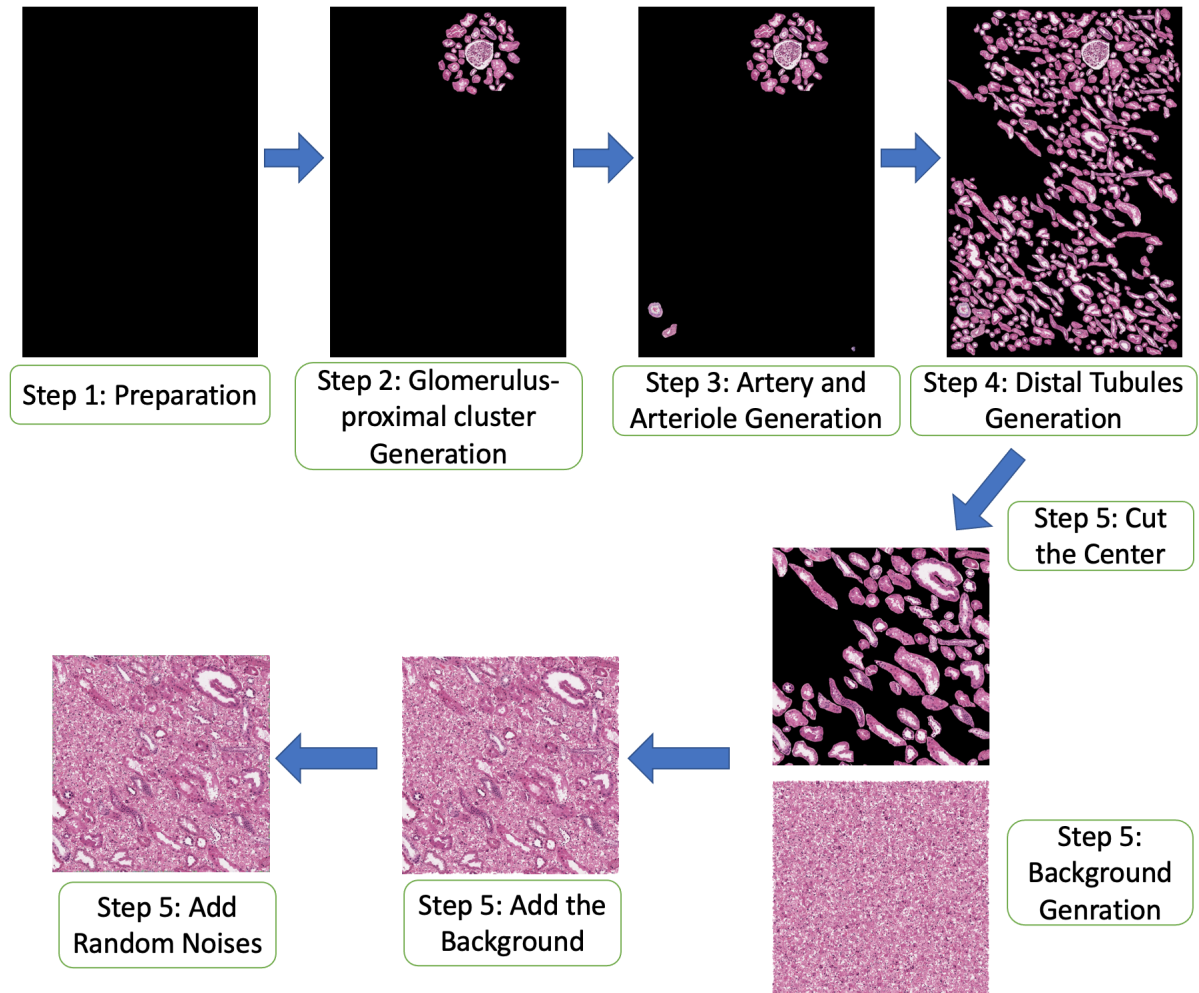 Step 1: Preparation
Step 2: Glomerulus-
proximal cluster
Generation
Step 3: Artery and
Arteriole Generation
Step 4: Distal Tubules
Generation
Step 5: Cut
the Center
Step 5:
Background
Genration
Step 5: Add the
Background
Step 5: Add
Random Noises